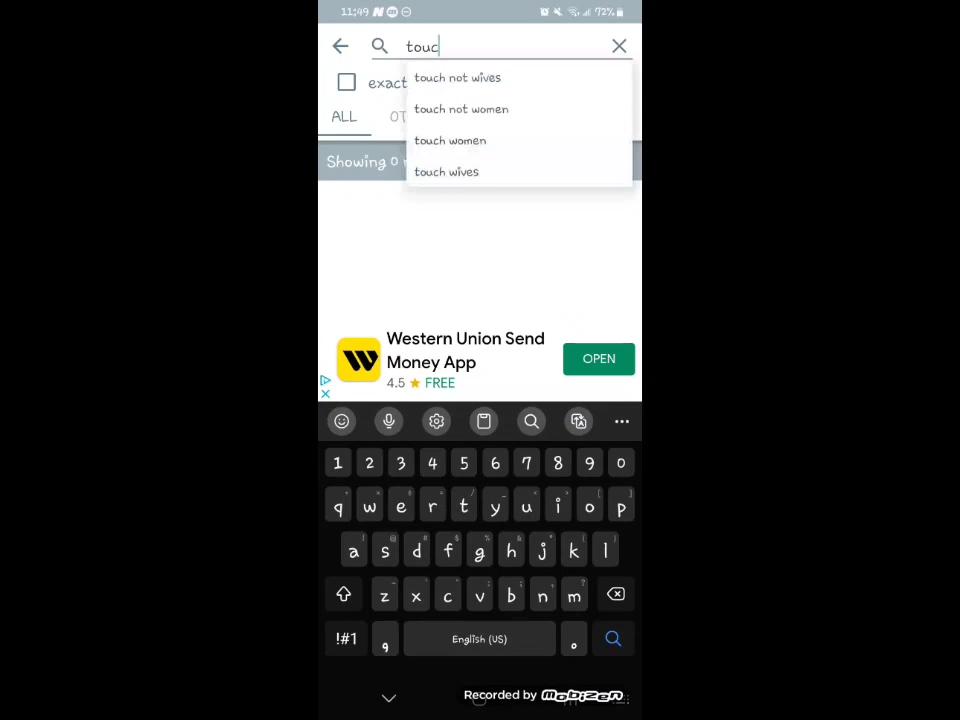 11:49
72%
touc
exact
touch not wives
touch not women
touch women
touch wives
ALL OT
Showing 0 r
Western Union Send
Money App
OPEN
4.5 ★ FREE
1 2 3 4 5 6 7 8 9 0
q w e r t y u i o p
a s d f g h j k l
z x c v b n m
!#1 , English (US) .
Recorded by MOBIZEN